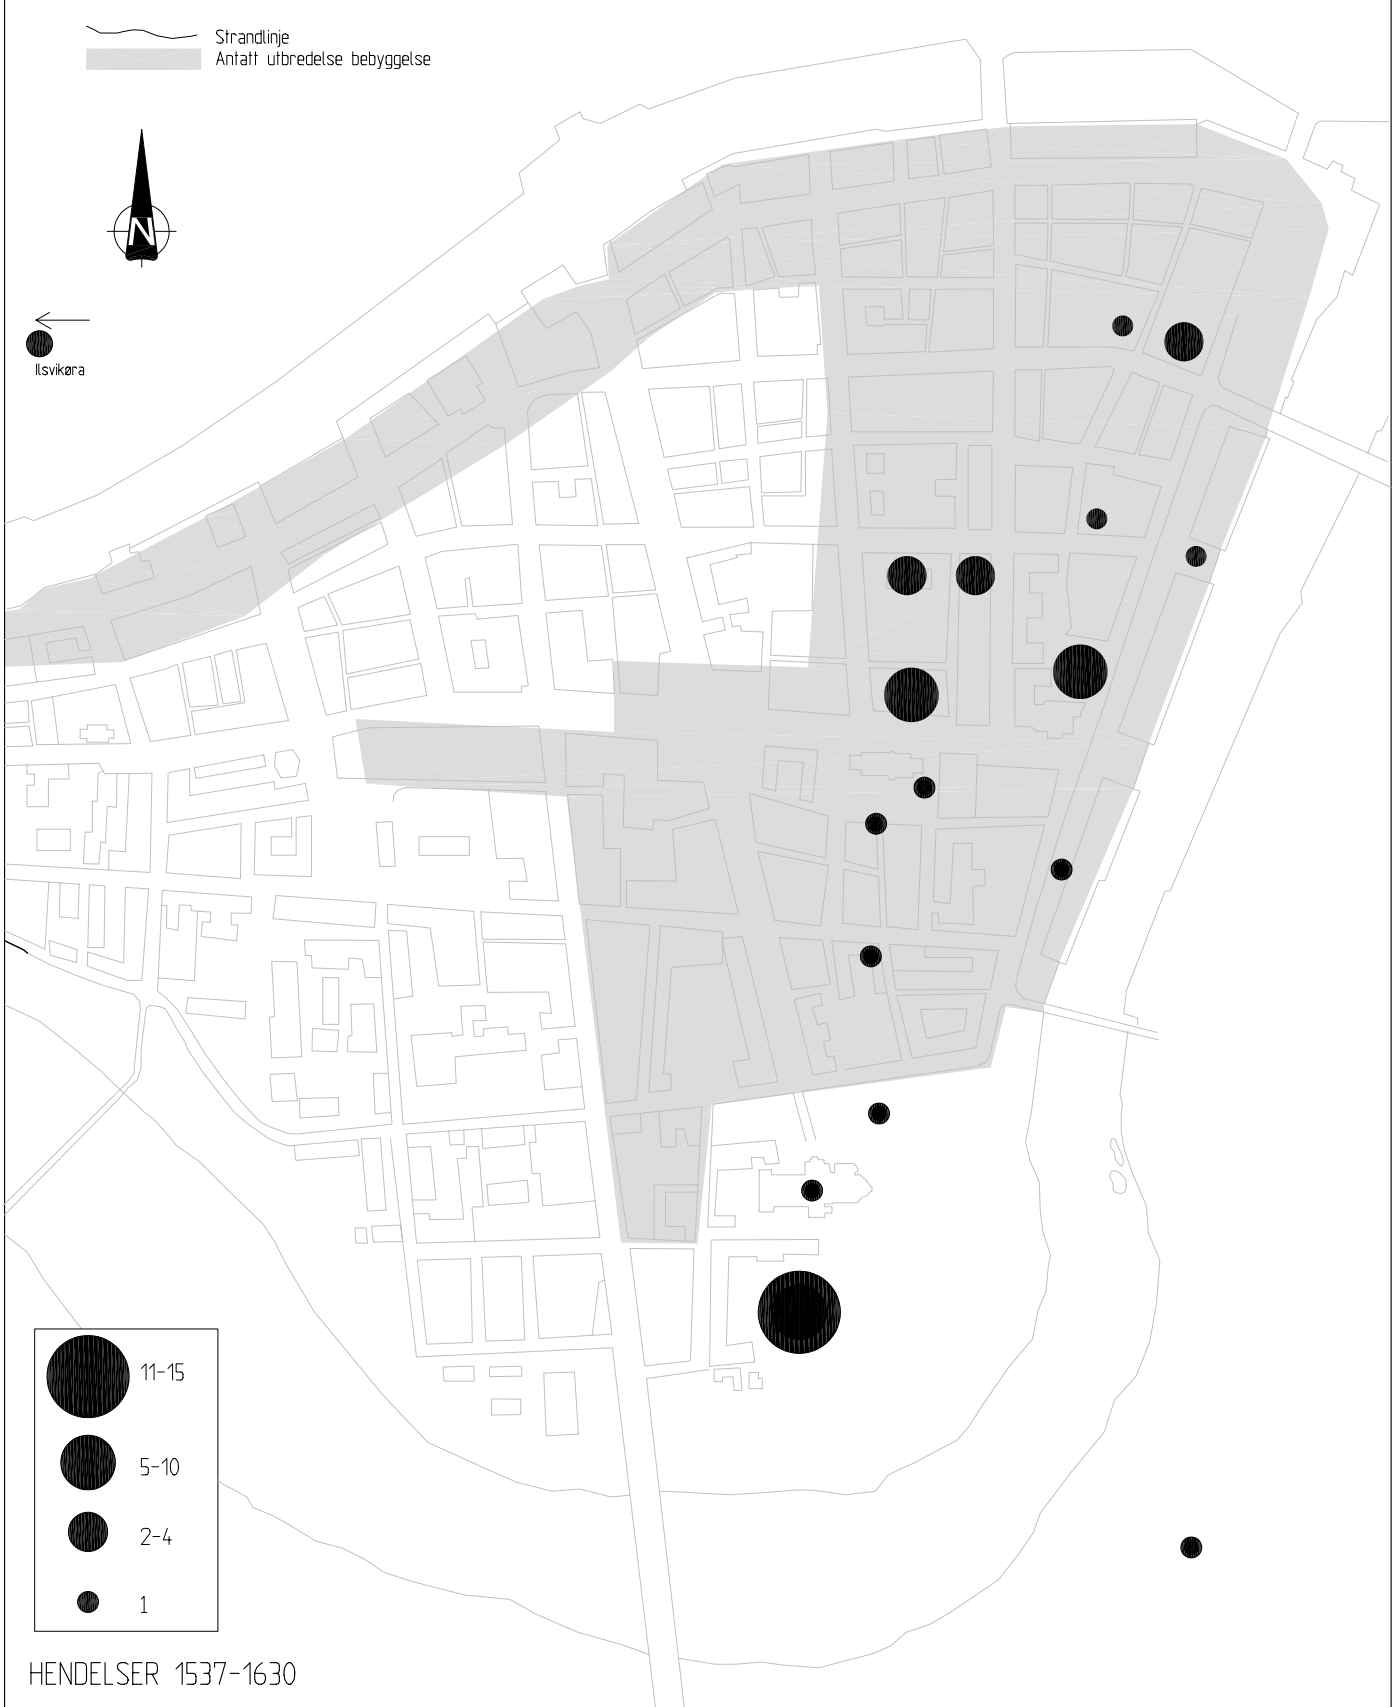 Strandlinje
Antatt utbredelse bebyggelse
N
Ilsvikøra
11-15
5-10
2-4
1
HENDELSER 1537-1630